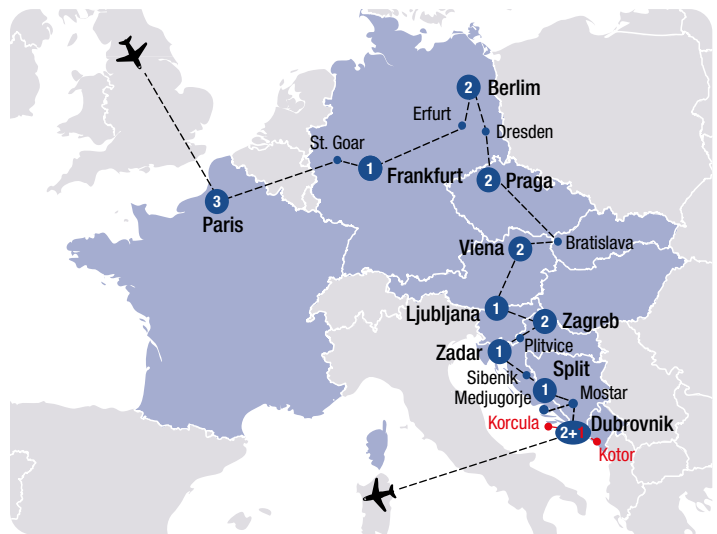 2
Berlim
Erfurt
Dresden
St. Goar
1
Frankfurt
2
Praga
3
Paris
Viena
2
Bratislava
Ljubljana
1
2
Zagreb
Plitvice
Zadar
1
Split
Sibenik
1
Mostar
Medjugorje
Korcula
2+1
Dubrovnik
Kotor